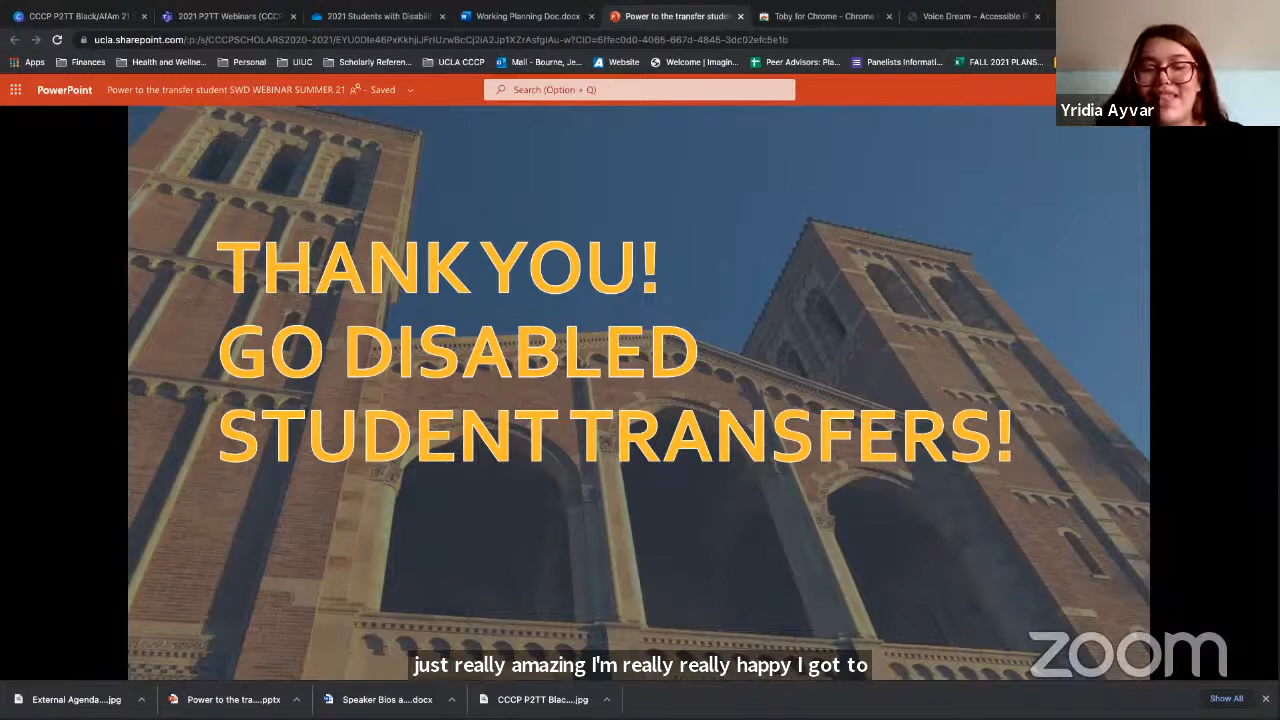 CCCP P2TT Black/AfAm 21
2021 P2TT Webinars (CCC
2021 Students with Disabili
Working Planning Doc.docx
Power to the transfer studen
Toby for Chrome - Chrome
Voice Dream – Accessible R
Apps
Finances
Health and Wellne...
Personal
UIUC
Scholarly Referen...
UCLA CCCP
Mail - Bourne, Je...
Website
Welcome | Imagin...
Peer Advisors: Pla...
Panelists Informati...
FALL 2021 PLANS...
PowerPoint
Power to the transfer student SWD WEBINAR SUMMER 21
- Saved
Search (Option + Q)
Yridia Ayvar
THANK YOU!
GO DISABLED
STUDENT TRANSFERS!
zoom
just really amazing I'm really really happy I got to
External Agenda....jpg
Power to the tra....pptx
Speaker Bios a....docx
CCCP P2TT Blac....jpg
Show All